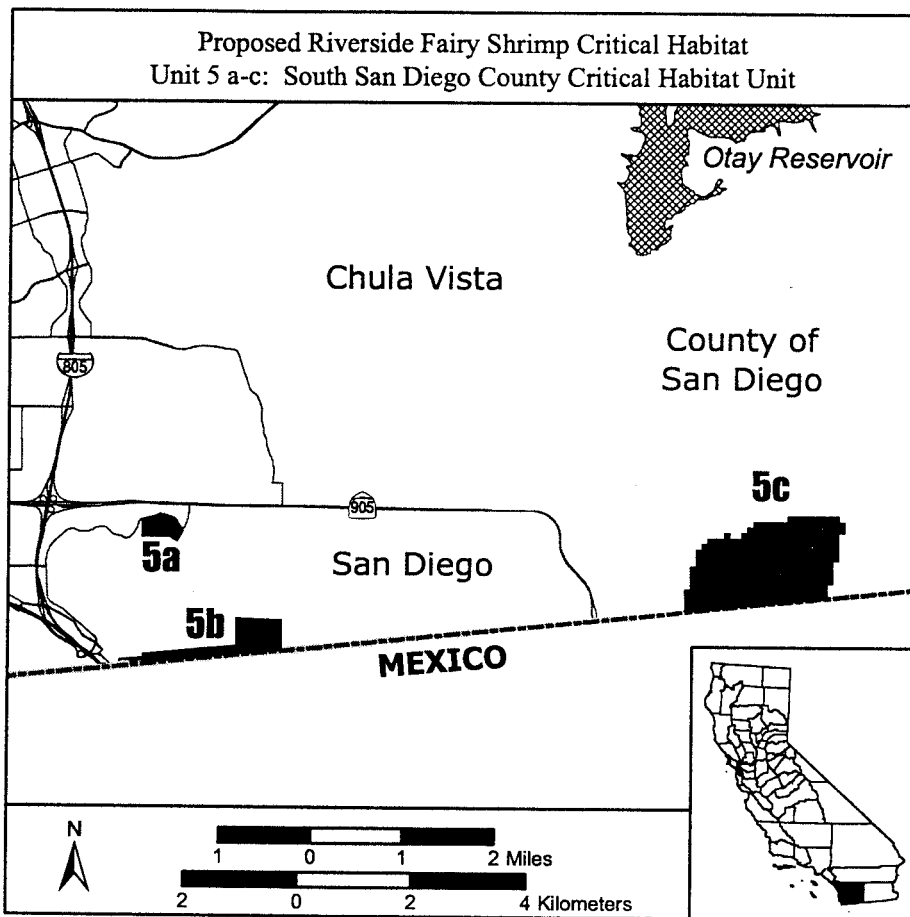 Proposed Riverside Fairy Shrimp Critical Habitat
Unit 5 a-c: South San Diego County Critical Habitat Unit
Otay Reservoir
Chula Vista
County of
San Diego
805
905
5c
5a
San Diego
5b
MEXICO
N
1 0 1 2 Miles
2 0 2 4 Kilometers